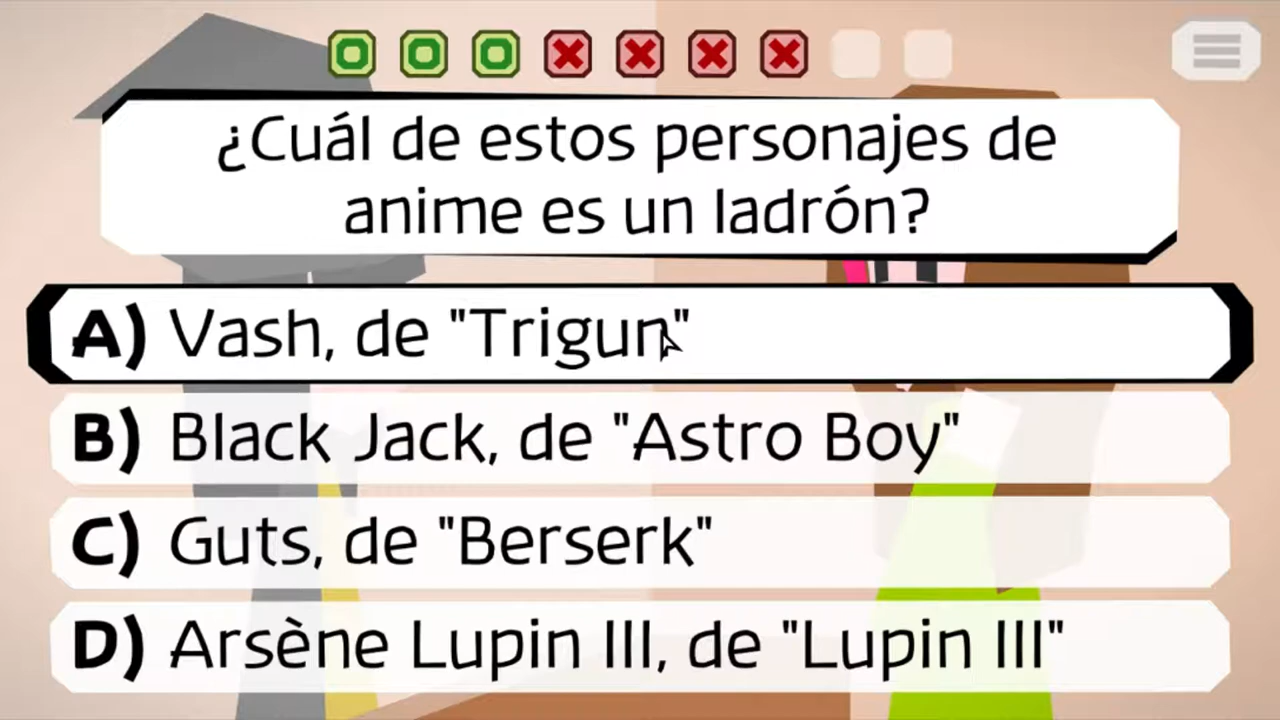 ¿Cuál de estos personajes de
anime es un ladrón?
A) Vash, de "Trigun"
B) Black Jack, de "Astro Boy"
C) Guts, de "Berserk"
D) Arsène Lupin III, de "Lupin III"